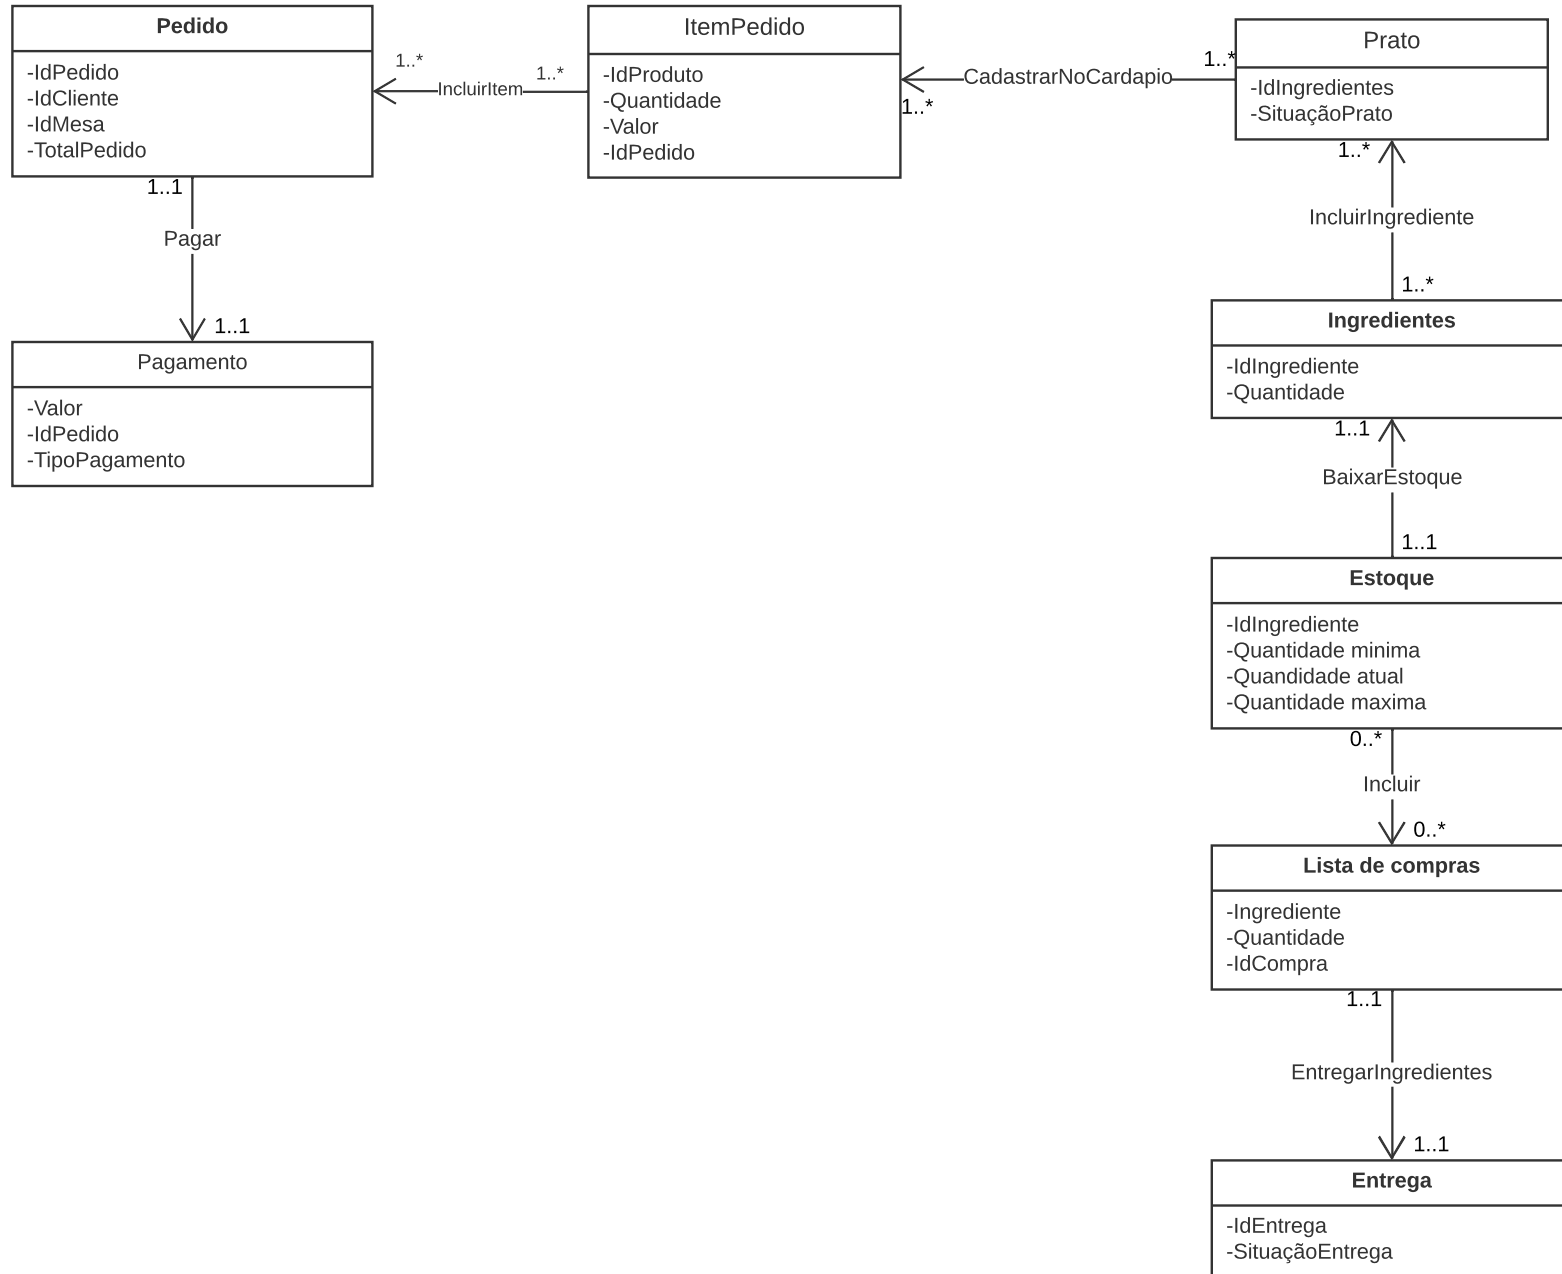 Pedido
-IdPedido
-IdCliente
-IdMesa
-TotalPedido
1..*
IncluirItem
1..*
ItemPedido
-IdProduto
-Quantidade
-Valor
-IdPedido
1..*
CadastrarNoCardapio
1..*
Prato
-IdIngredientes
-SituaçãoPrato
1..1
Pagar
1..1
Pagamento
-Valor
-IdPedido
-TipoPagamento
1..*
IncluirIngrediente
1..*
Ingredientes
-IdIngrediente
-Quantidade
1..1
BaixarEstoque
1..1
Estoque
-IdIngrediente
-Quantidade minima
-Quandidade atual
-Quantidade maxima
0..*
Incluir
0..*
Lista de compras
-Ingrediente
-Quantidade
-IdCompra
1..1
EntregarIngredientes
1..1
Entrega
-IdEntrega
-SituaçãoEntrega